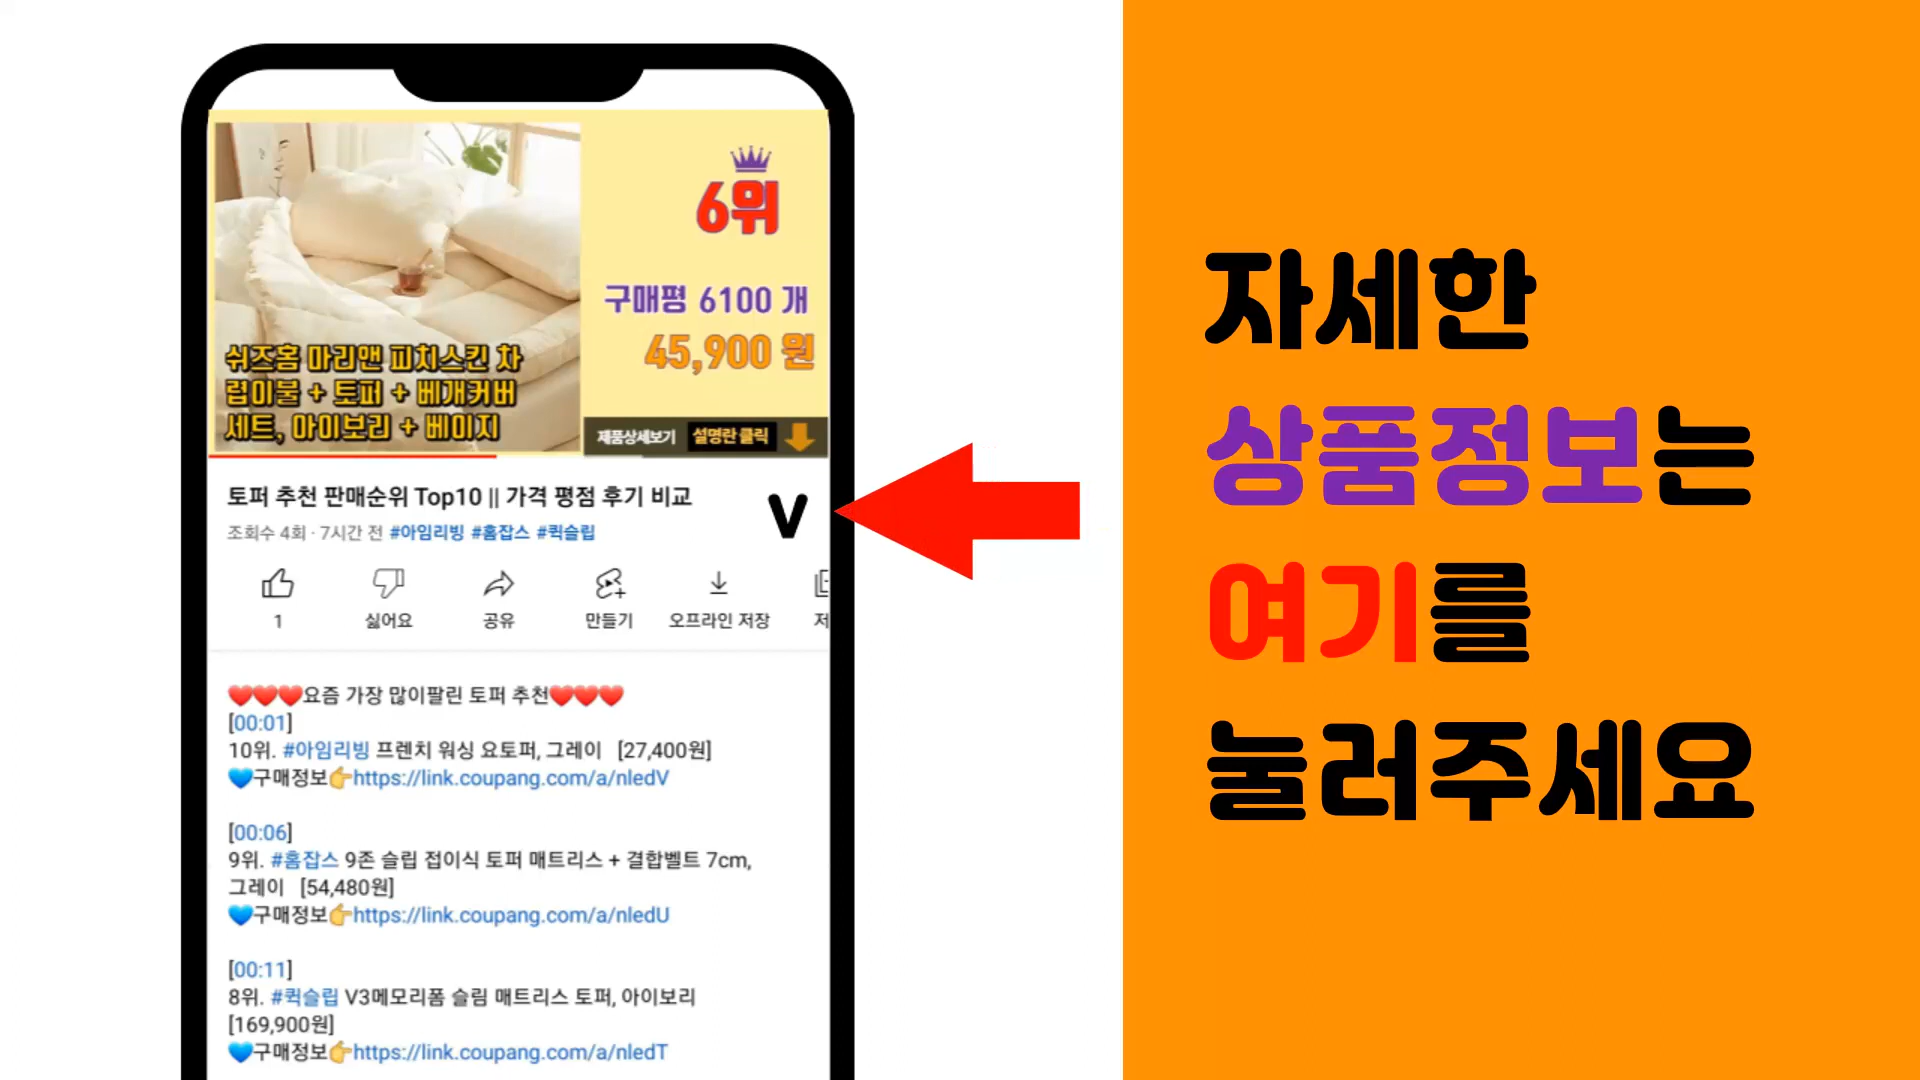 6위
구매평 6100 개
45,900 원
쉬즈홈 마리앤 피치스킨 차
렵이불 + 토퍼 + 베개커버
세트, 아이보리 + 베이지
제품상세보기 설명란 클릭
토퍼 추천 판매순위 Top10 || 가격 평점 후기 비교
V
조회수 4회 · 7시간 전 #아임리빙 #홈잡스 #퀵슬립
1 싫어요 공유 만들기 오프라인 저장 저
❤️❤️❤️요즘 가장 많이팔린 토퍼 추천❤️❤️❤️
[00:01]
10위. #아임리빙 프렌치 워싱 요토퍼, 그레이 [27,400원]
💙구매정보👉https://link.coupang.com/a/nledV
[00:06]
9위. #홈잡스 9존 슬립 접이식 토퍼 매트리스 + 결합벨트 7cm,
그레이 [54,480원]
💙구매정보👉https://link.coupang.com/a/nledU
[00:11]
8위. #퀵슬립 V3메모리폼 슬림 매트리스 토퍼, 아이보리
[169,900원]
💙구매정보👉https://link.coupang.com/a/nledT
자세한
상품정보는
여기를
눌러주세요